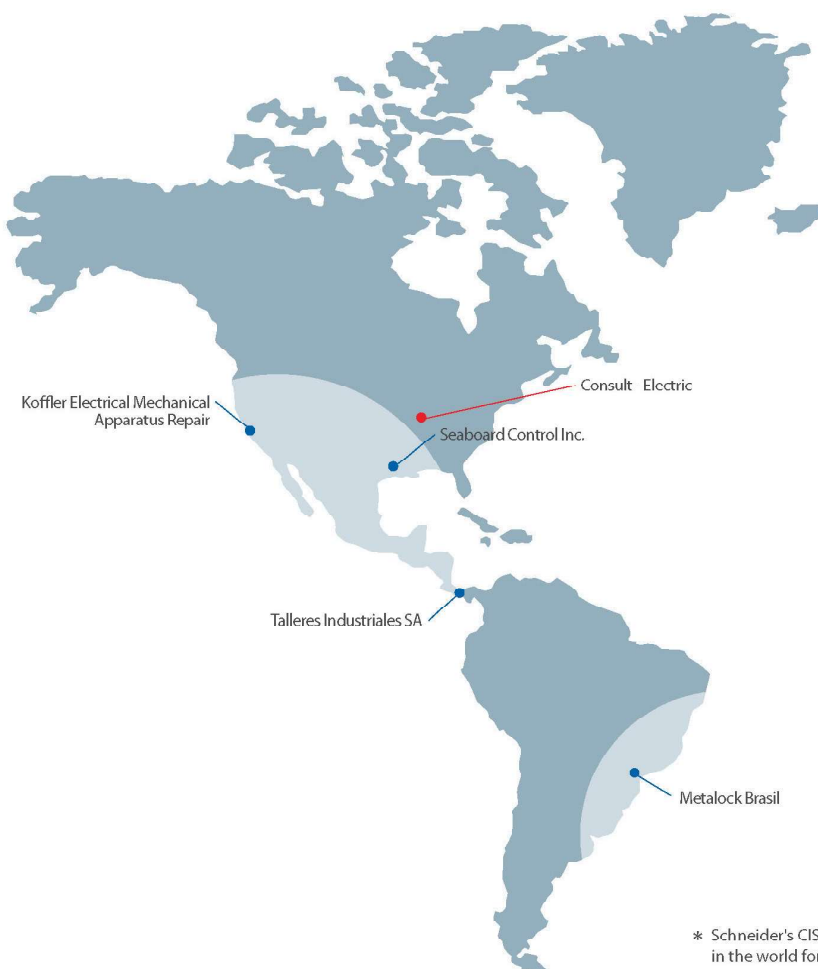 Consult Electric
Koffler Electrical Mechanical
Apparatus Repair
Seaboard Control Inc.
Talleres Industriales SA
Metalock Brasil
* Schneider's CIS
in the world for